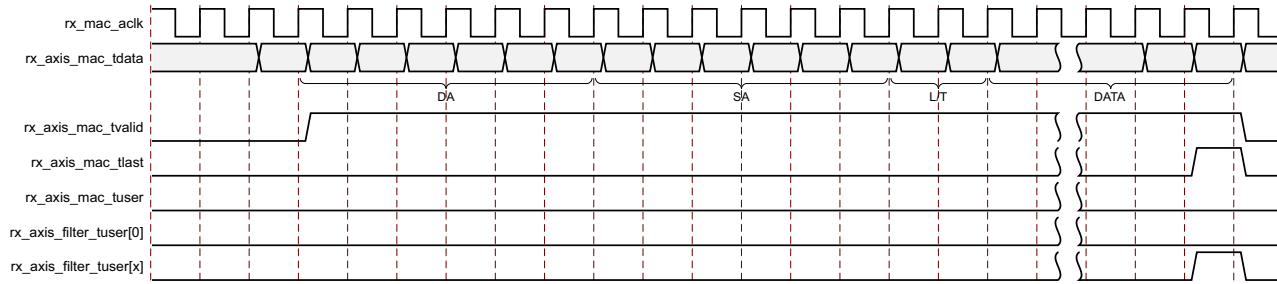 rx_mac_aclk
rx_axis_mac_tdata
DA SA L/T DATA
rx_axis_mac_tvalid
rx_axis_mac_tlast
rx_axis_mac_tuser
rx_axis_filter_tuser[0]
rx_axis_filter_tuser[x]